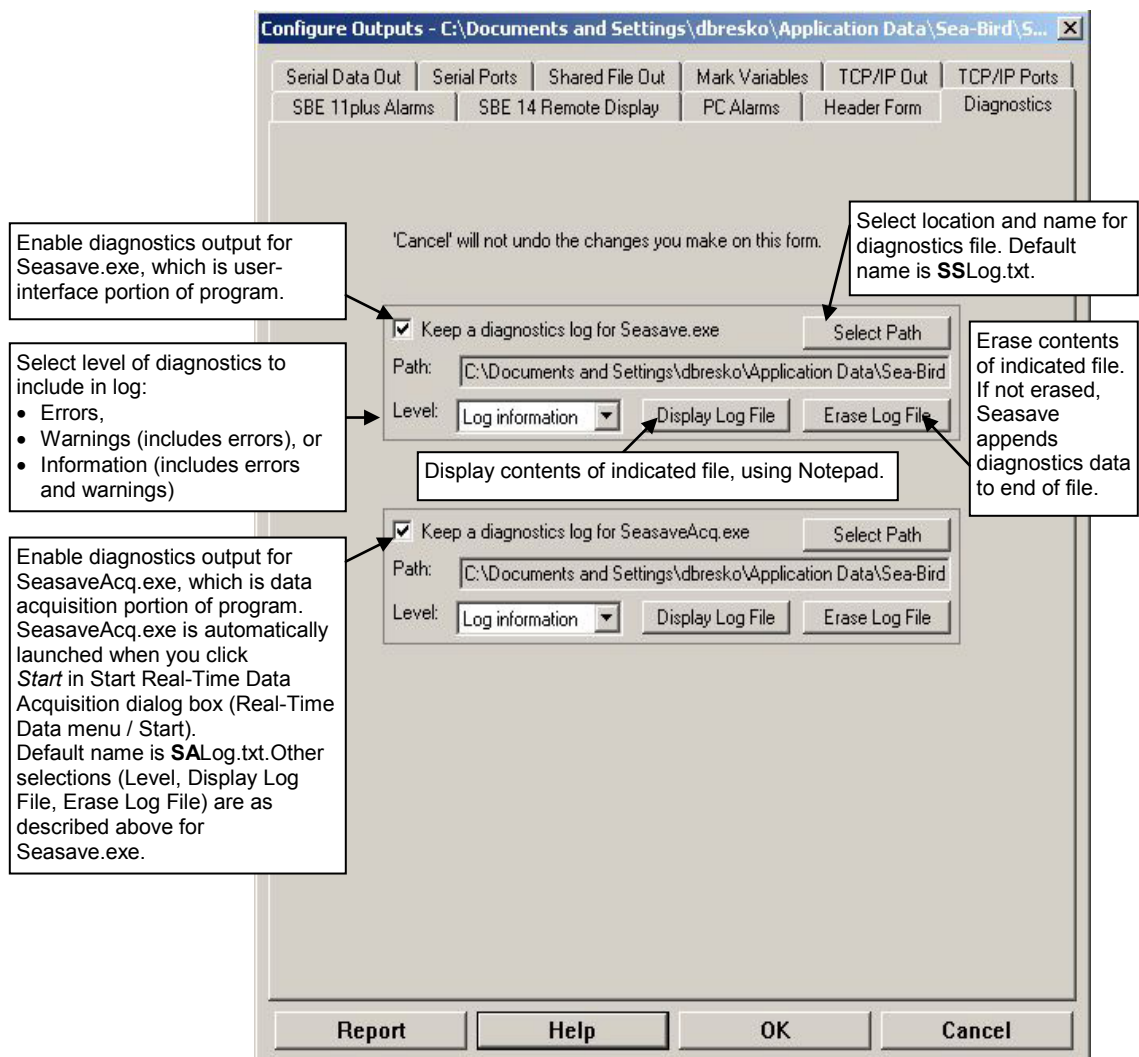 Configure Outputs - C:\Documents and Settings\dbresko\Application Data\Sea-Bird\S...
Serial Data Out
Serial Ports
Shared File Out
Mark Variables
TCP/IP Out
TCP/IP Ports
SBE 11plus Alarms
SBE 14 Remote Display
PC Alarms
Header Form
Diagnostics
Enable diagnostics output for
Seasave.exe, which is user-
interface portion of program.
'Cancel' will not undo the changes you make on this form.
Select location and name for
diagnostics file. Default
name is SSLog.txt.
Keep a diagnostics log for Seasave.exe
Select Path
Path:
C:\Documents and Settings\dbresko\Application Data\Sea-Bird
Level:
Log information
Display Log File
Erase Log File
Select level of diagnostics to
include in log:
• Errors,
• Warnings (includes errors), or
• Information (includes errors
and warnings)
Erase contents
of indicated file.
If not erased,
Seasave
appends
diagnostics data
to end of file.
Display contents of indicated file, using Notepad.
Keep a diagnostics log for SeasaveAcq.exe
Select Path
Path:
C:\Documents and Settings\dbresko\Application Data\Sea-Bird
Level:
Log information
Display Log File
Erase Log File
Enable diagnostics output for
SeasaveAcq.exe, which is data
acquisition portion of program.
SeasaveAcq.exe is automatically
launched when you click
Start in Start Real-Time Data
Acquisition dialog box (Real-Time
Data menu / Start).
Default name is SALog.txt.Other
selections (Level, Display Log
File, Erase Log File) are as
described above for
Seasave.exe.
Report
Help
OK
Cancel